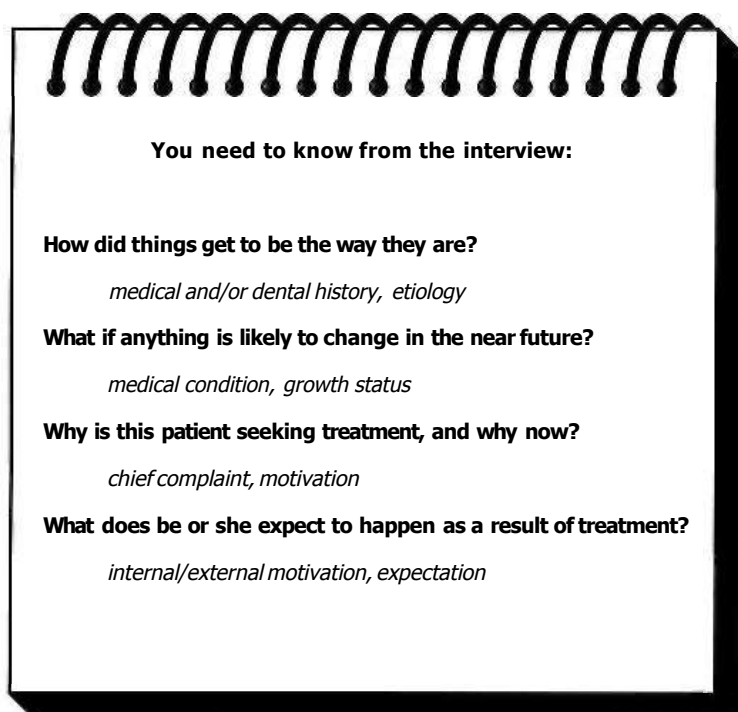 You need to know from the interview:
How did things get to be the way they are?
medical and/or dental history, etiology
What if anything is likely to change in the near future?
medical condition, growth status
Why is this patient seeking treatment, and why now?
chief complaint, motivation
What does be or she expect to happen as a result of treatment?
internal/external motivation, expectation